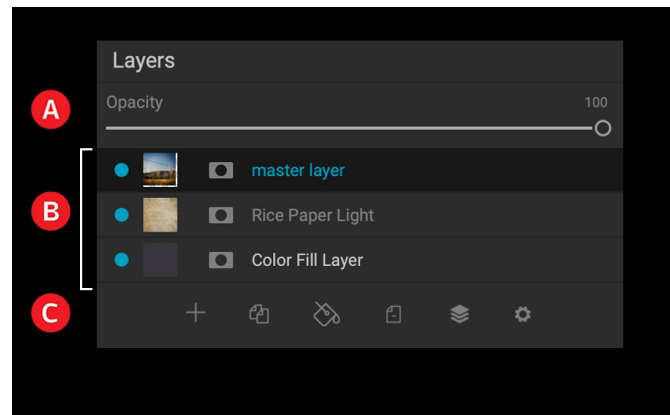 Layers
A
Opacity 100
master layer
B
Rice Paper Light
Color Fill Layer
C